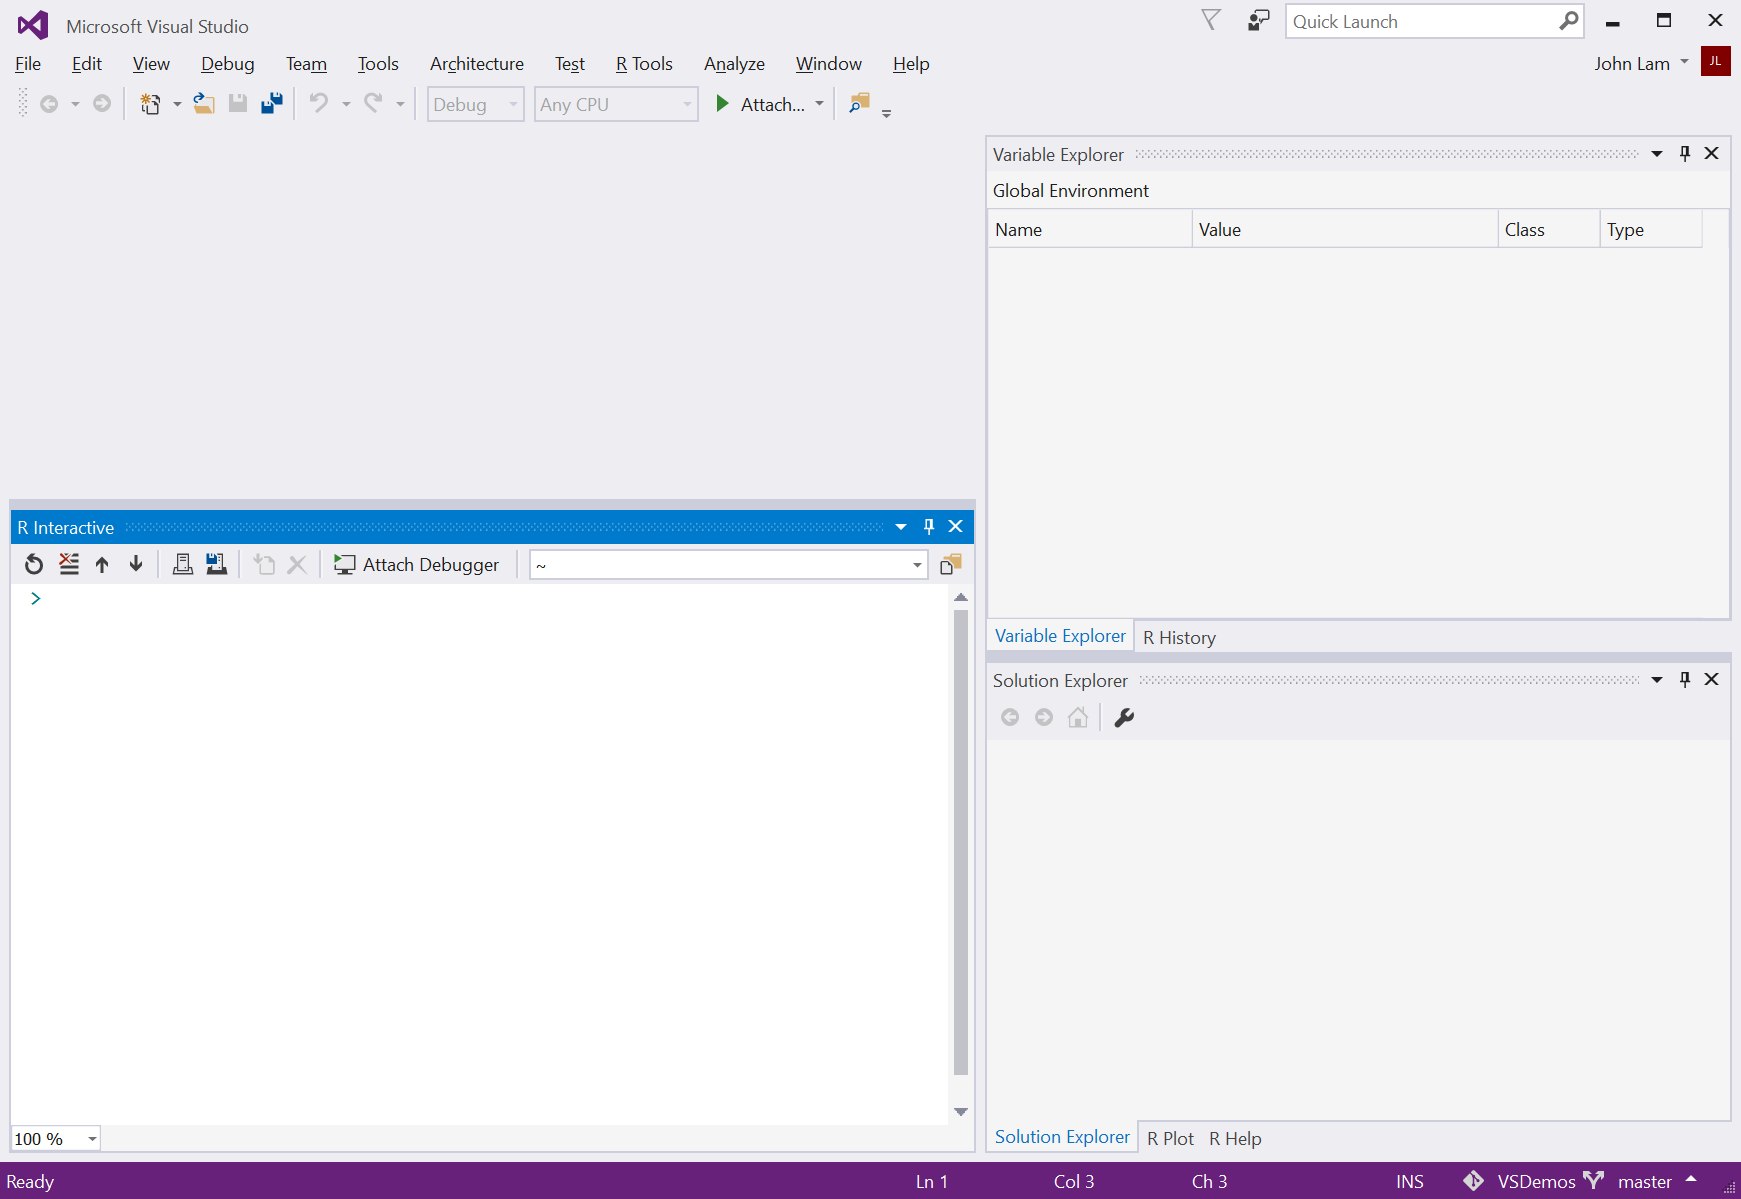 Microsoft Visual Studio
Quick Launch
File Edit View Debug Team Tools Architecture Test R Tools Analyze Window Help
John Lam JL
Debug Any CPU Attach...
Variable Explorer
Global Environment
Name Value Class Type
Variable Explorer R History
R Interactive
Attach Debugger ~
>
100 %
Solution Explorer
Solution Explorer R Plot R Help
Ready Ln 1 Col 3 Ch 3 INS VSDemos master